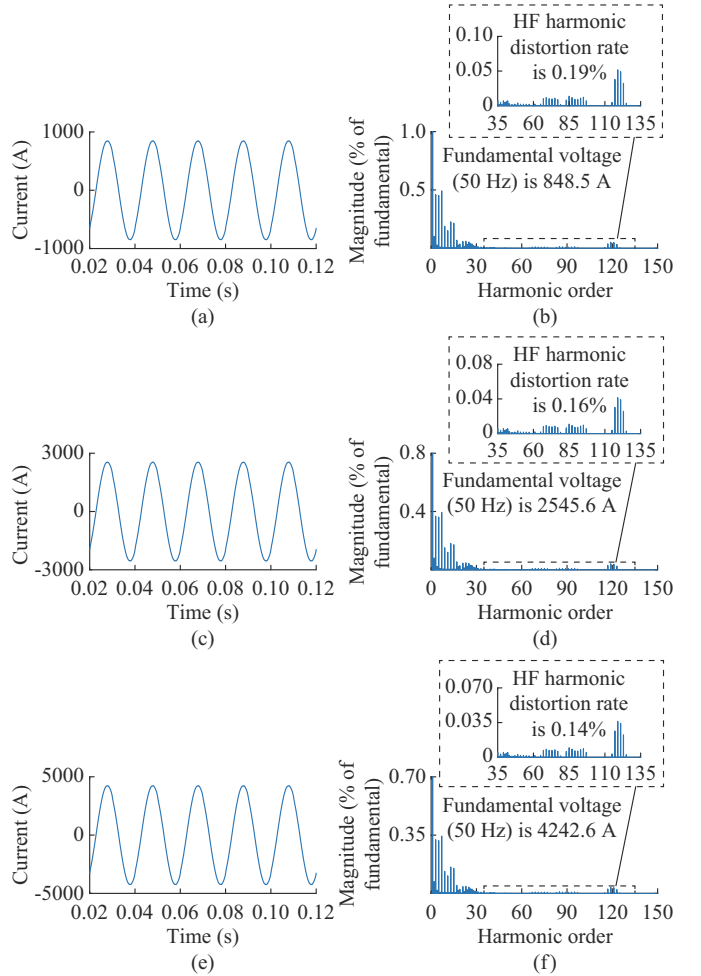 HF harmonic
distortion rate
is 0.19%
0.10
0.05
0
35 60 85 110 135
Current (A)
1000
0
-1000
0.02 0.04 0.06 0.08 0.10 0.12
Time (s)
(a)
Magnitude (% of
fundamental)
1.0
0.5
Fundamental voltage
(50 Hz) is 848.5 A
0 30 60 90 120 150
Harmonic order
(b)
HF harmonic
distortion rate
is 0.16%
0.08
0.04
0
35 60 85 110 135
Current (A)
3000
0
-3000
0.02 0.04 0.06 0.08 0.10 0.12
Time (s)
(c)
Magnitude (% of
fundamental)
0.8
0.4
Fundamental voltage
(50 Hz) is 2545.6 A
0 30 60 90 120 150
Harmonic order
(d)
HF harmonic
distortion rate
is 0.14%
0.070
0.035
0
35 60 85 110 135
Current (A)
5000
0
-5000
0.02 0.04 0.06 0.08 0.10 0.12
Time (s)
(e)
Magnitude (% of
fundamental)
0.70
0.35
Fundamental voltage
(50 Hz) is 4242.6 A
0 30 60 90 120 150
Harmonic order
(f)